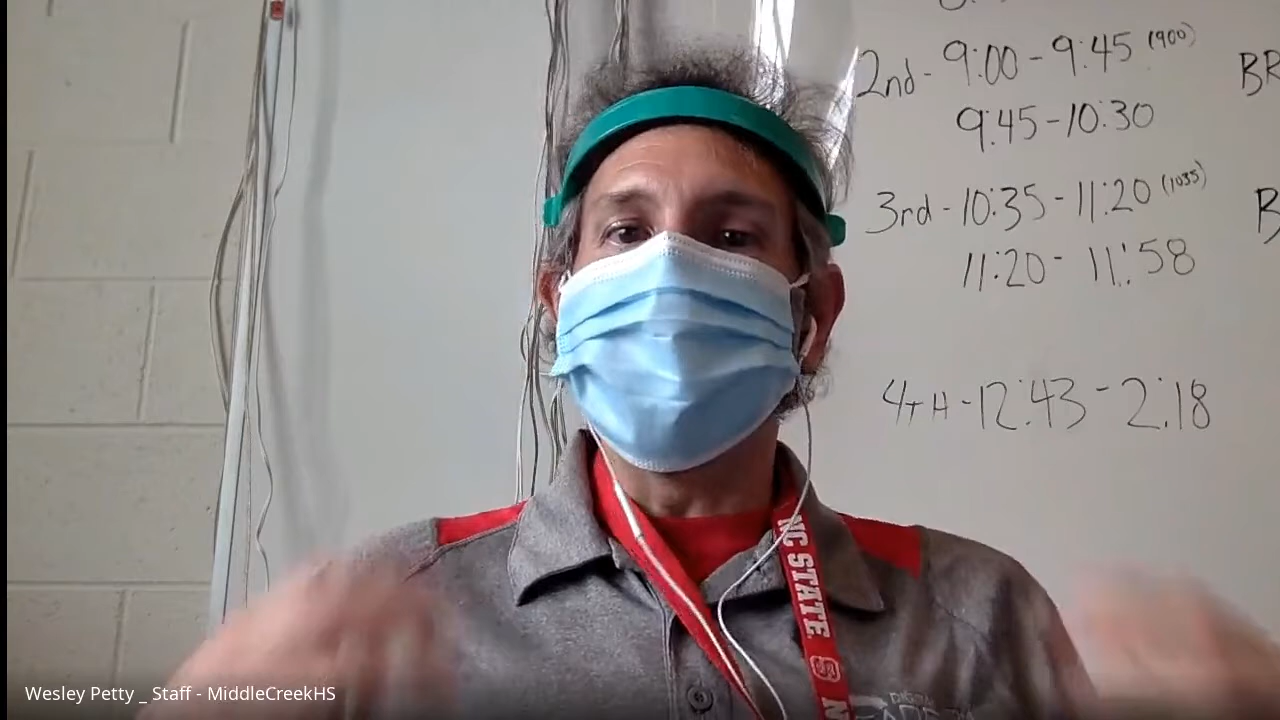 2nd - 9:00 - 9:45 (900)
9:45 - 10:30
3rd - 10:35 - 11:20 (1035)
11:20 - 11:58
4TH - 12:43 - 2:18
NC STATE
Wesley Petty _ Staff - MiddleCreekHS